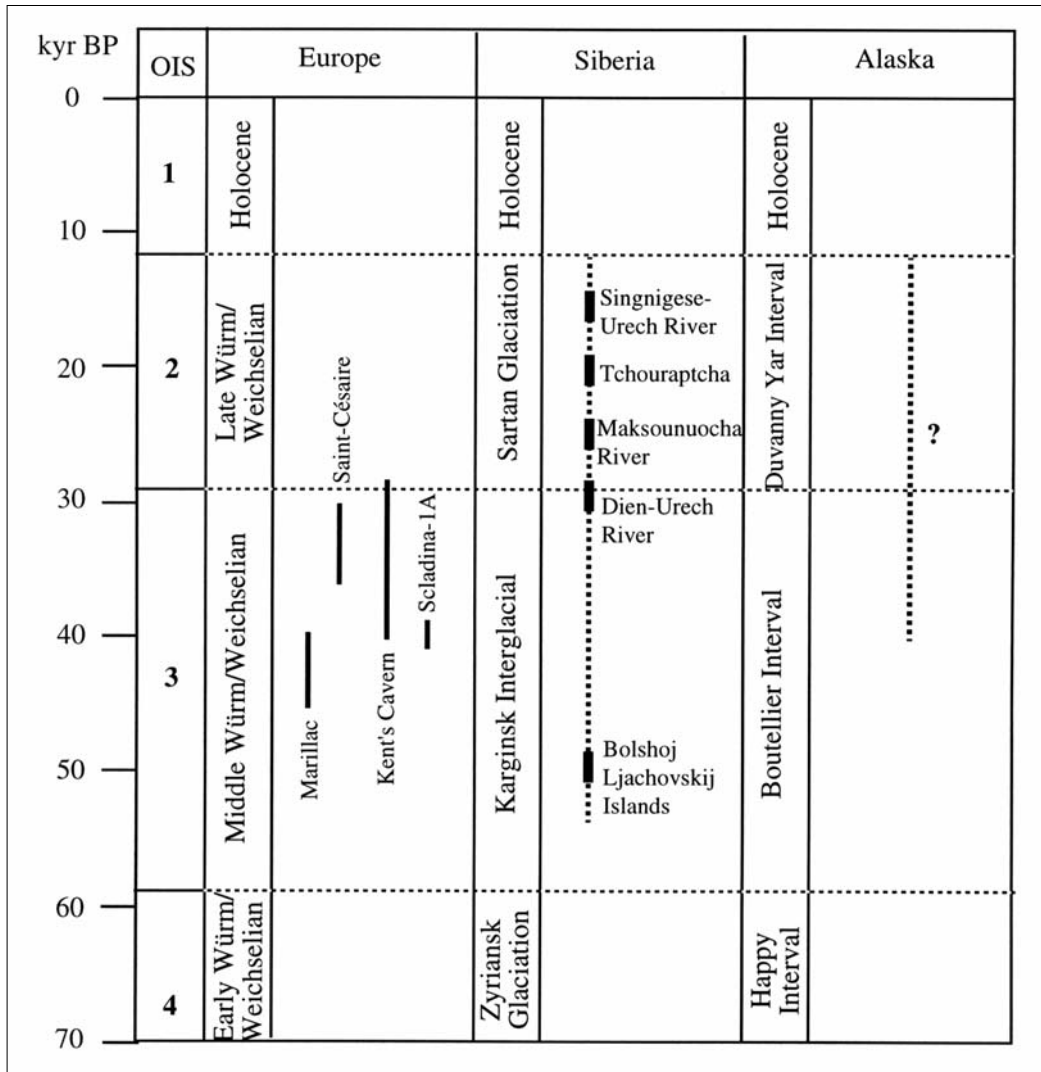 kyr BP
OIS
Europe
Siberia
Alaska
0
10
20
30
40
50
60
70
1
2
3
4
Holocene
Late Würm/
Weichselian
Middle Würm/Weichselian
Early Würm/
Weichselian
Marillac
Saint-Césaire
Kent's Cavern
Scladina-1A
Holocene
Sartan Glaciation
Karginsk Interglacial
Zyriansk
Glaciation
Singnigese-
Urech River
Tchouraptcha
Maksounuocha
River
Dien-Urech
River
Bolshoj
Ljachovskij
Islands
Holocene
Duvanny Yar Interval
Boutellier Interval
Happy
Interval
?